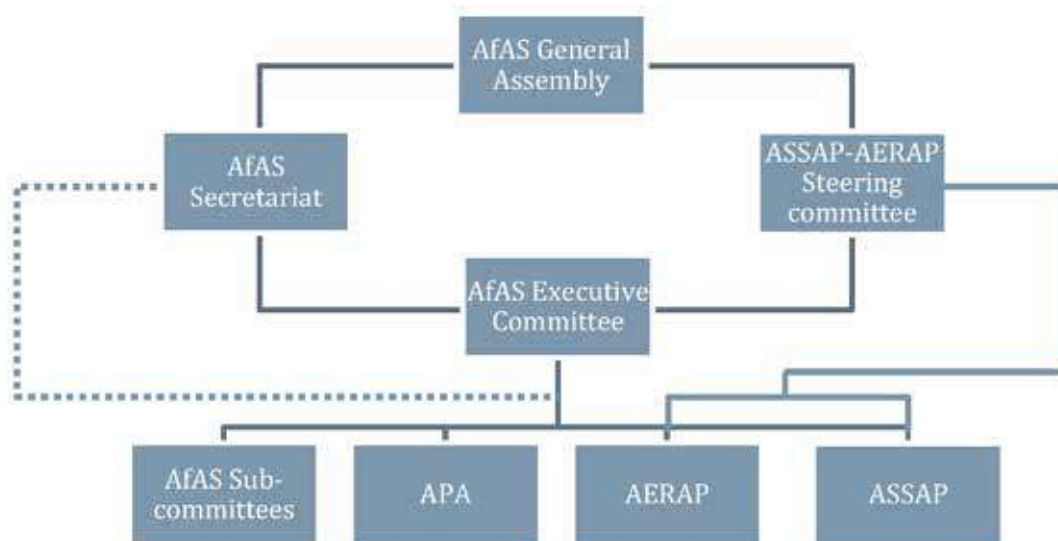 AfAS General
Assembly
AfAS
Secretariat
ASSAP-AERAP
Steering
committee
AfAS Executive
Committee
AfAS Sub-
committees
APA
AERAP
ASSAP